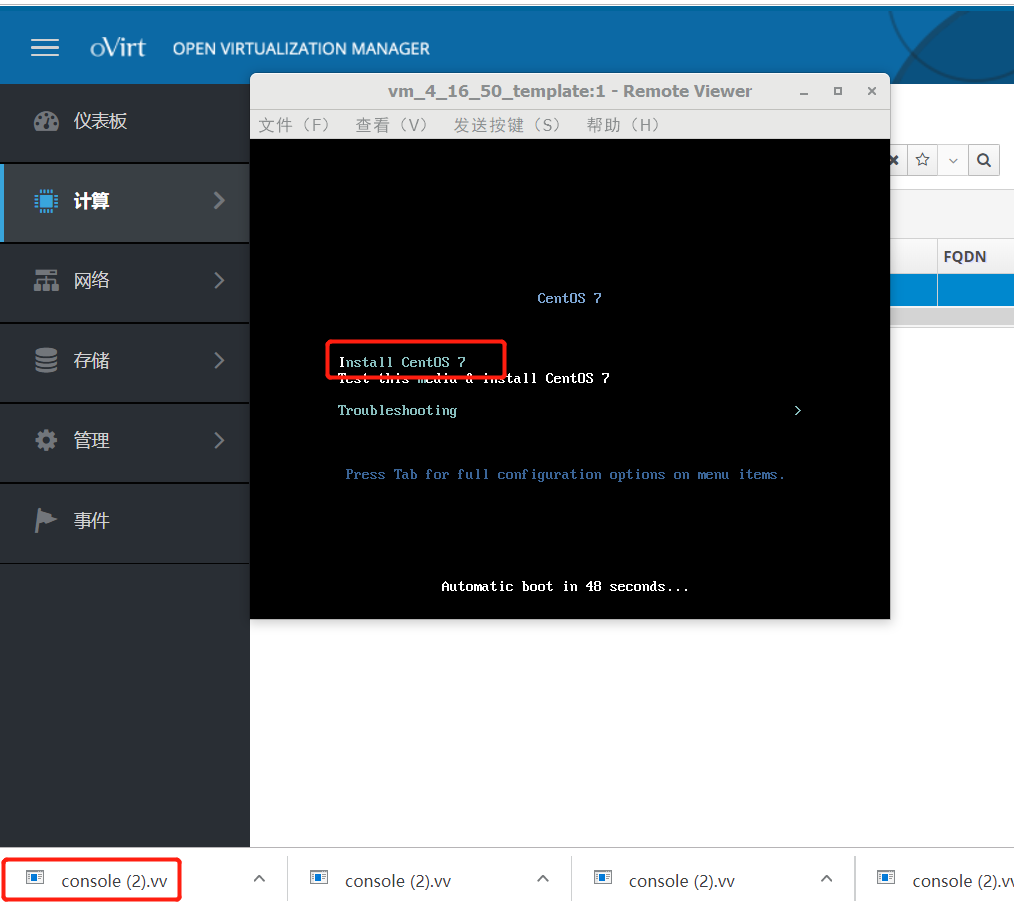 oVirt OPEN VIRTUALIZATION MANAGER
仪表板
计算
网络
存储
管理
事件
vm_4_16_50_template:1 - Remote Viewer
文件（F） 查看（V） 发送按键（S） 帮助（H）
CentOS 7
Install CentOS 7
Test this media & install CentOS 7
Troubleshooting >
Press Tab for full configuration options on menu items.
Automatic boot in 48 seconds...
FQDN
console (2).vv console (2).vv console (2).vv console (2).vv